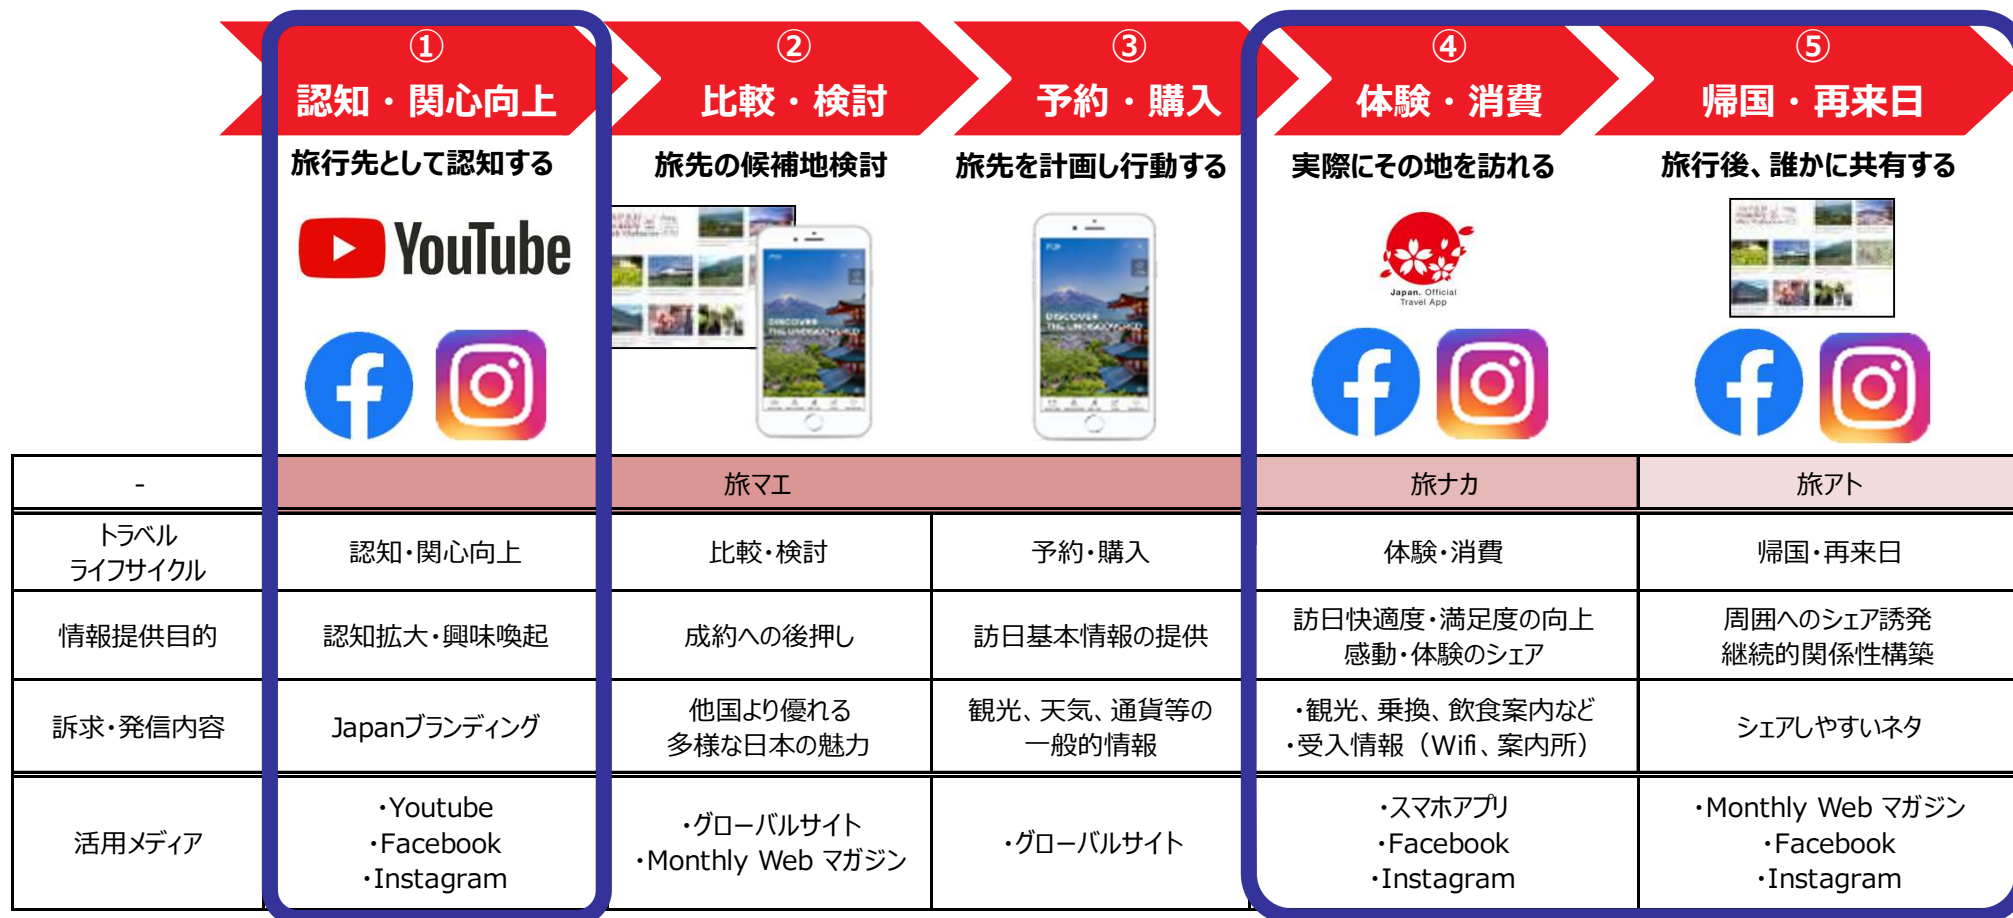 ①
認知・関心向上
②
比較・検討
③
予約・購入
④
体験・消費
⑤
帰国・再来日
旅行先として認知する
旅先の候補地検討
旅先を計画し行動する
実際にその地を訪れる
旅行後、誰かに共有する
YouTube
DISCOVER
THE UNDISCOVERED
DISCOVER
THE UNDISCOVERED
Japan. Official
Travel App
-
旅マエ
旅ナカ
旅アト
トラベル
ライフサイクル
認知・関心向上
比較・検討
予約・購入
体験・消費
帰国・再来日
情報提供目的
認知拡大・興味喚起
成約への後押し
訪日基本情報の提供
訪日快適度・満足度の向上
感動・体験のシェア
周囲へのシェア誘発
継続的関係性構築
訴求・発信内容
Japanブランディング
他国より優れる
多様な日本の魅力
観光、天気、通貨等の
一般的情報
・観光、乗換、飲食案内など
・受入情報（Wifi、案内所）
シェアしやすいネタ
活用メディア
・Youtube
・Facebook
・Instagram
・グローバルサイト
・Monthly Web マガジン
・グローバルサイト
・スマホアプリ
・Facebook
・Instagram
・Monthly Web マガジン
・Facebook
・Instagram